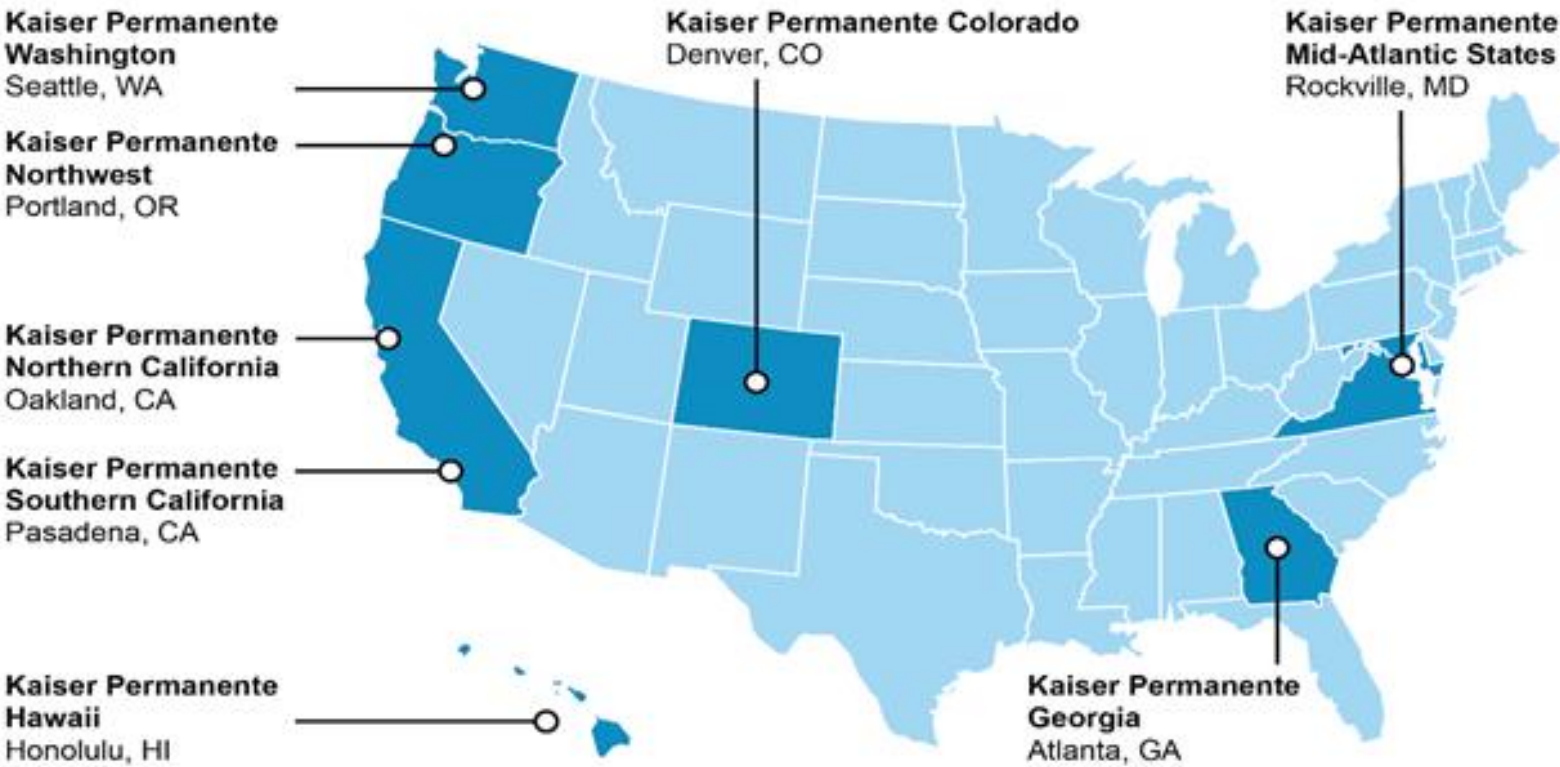 Kaiser Permanente
Washington
Seattle, WA
Kaiser Permanente
Northwest
Portland, OR
Kaiser Permanente
Northern California
Oakland, CA
Kaiser Permanente
Southern California
Pasadena, CA
Kaiser Permanente
Hawaii
Honolulu, HI
Kaiser Permanente Colorado
Denver, CO
Kaiser Permanente
Mid-Atlantic States
Rockville, MD
Kaiser Permanente
Georgia
Atlanta, GA